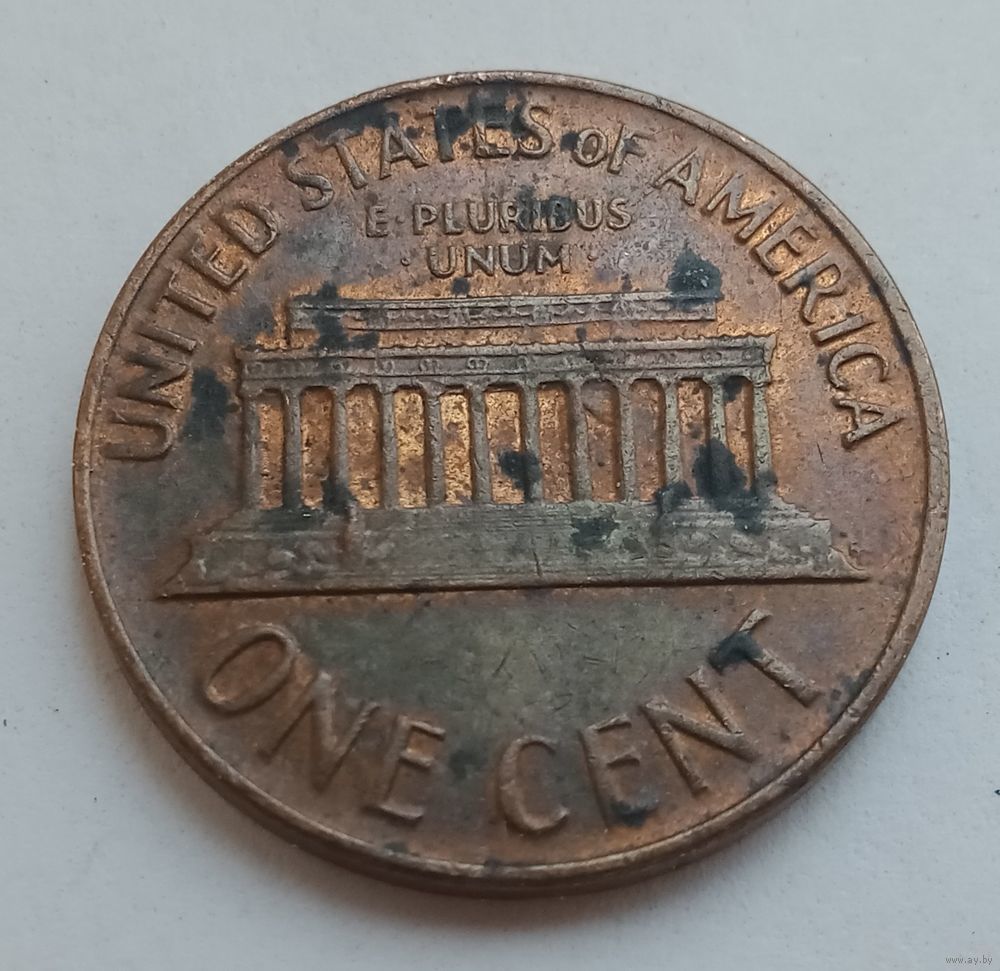 UNITED STATES OF AMERICA
E·PLURIBUS
·UNUM·
ONE CENT
www.ay.by